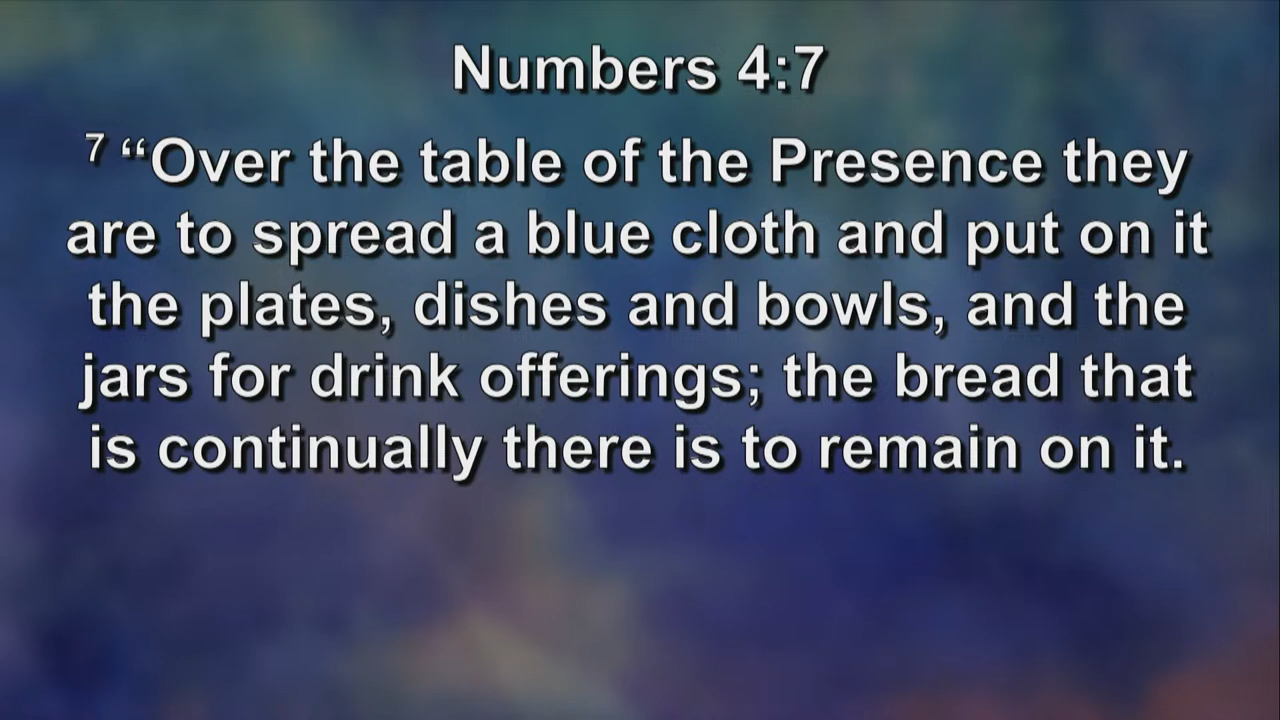 Numbers 4:7
7 “Over the table of the Presence they
are to spread a blue cloth and put on it
the plates, dishes and bowls, and the
jars for drink offerings; the bread that
is continually there is to remain on it.